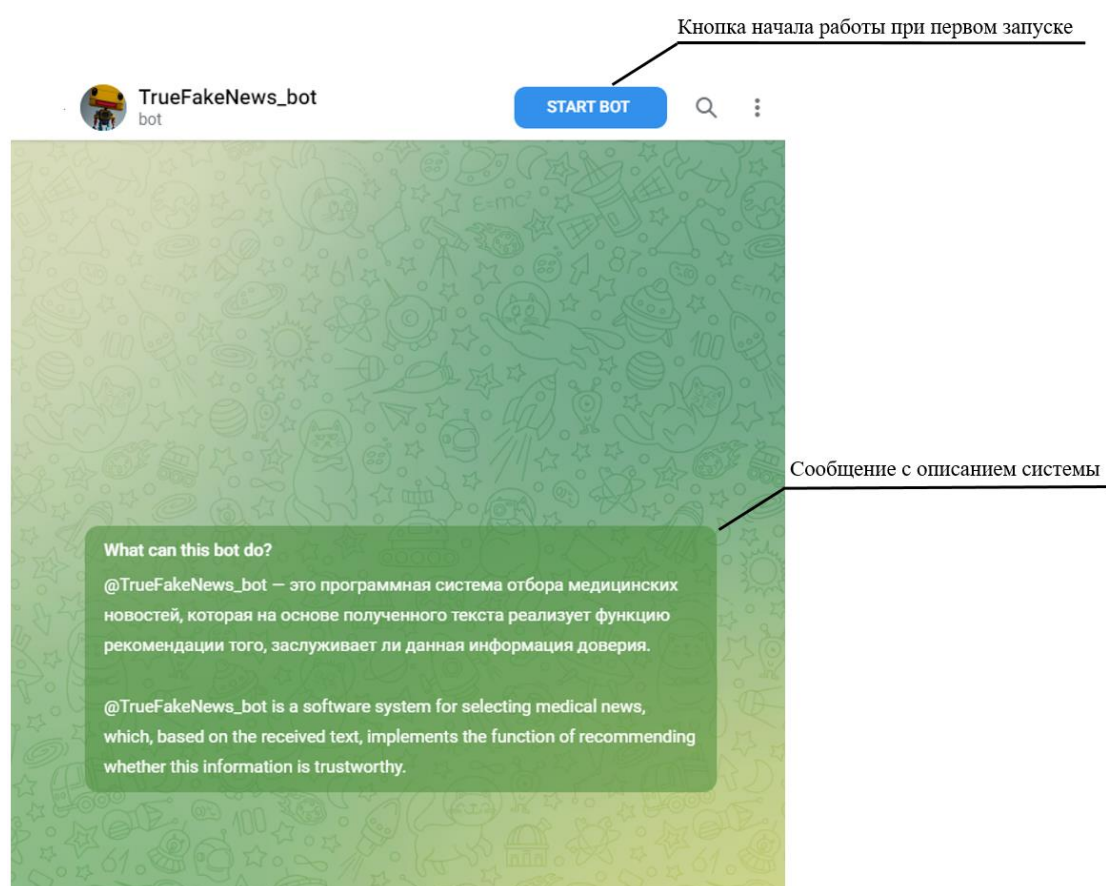 Кнопка начала работы при первом запуске
TrueFakeNews_bot
bot
START BOT
Сообщение с описанием системы
What can this bot do?
@TrueFakeNews_bot — это программная система отбора медицинских
новостей, которая на основе полученного текста реализует функцию
рекомендации того, заслуживает ли данная информация доверия.
@TrueFakeNews_bot is a software system for selecting medical news,
which, based on the received text, implements the function of recommending
whether this information is trustworthy.